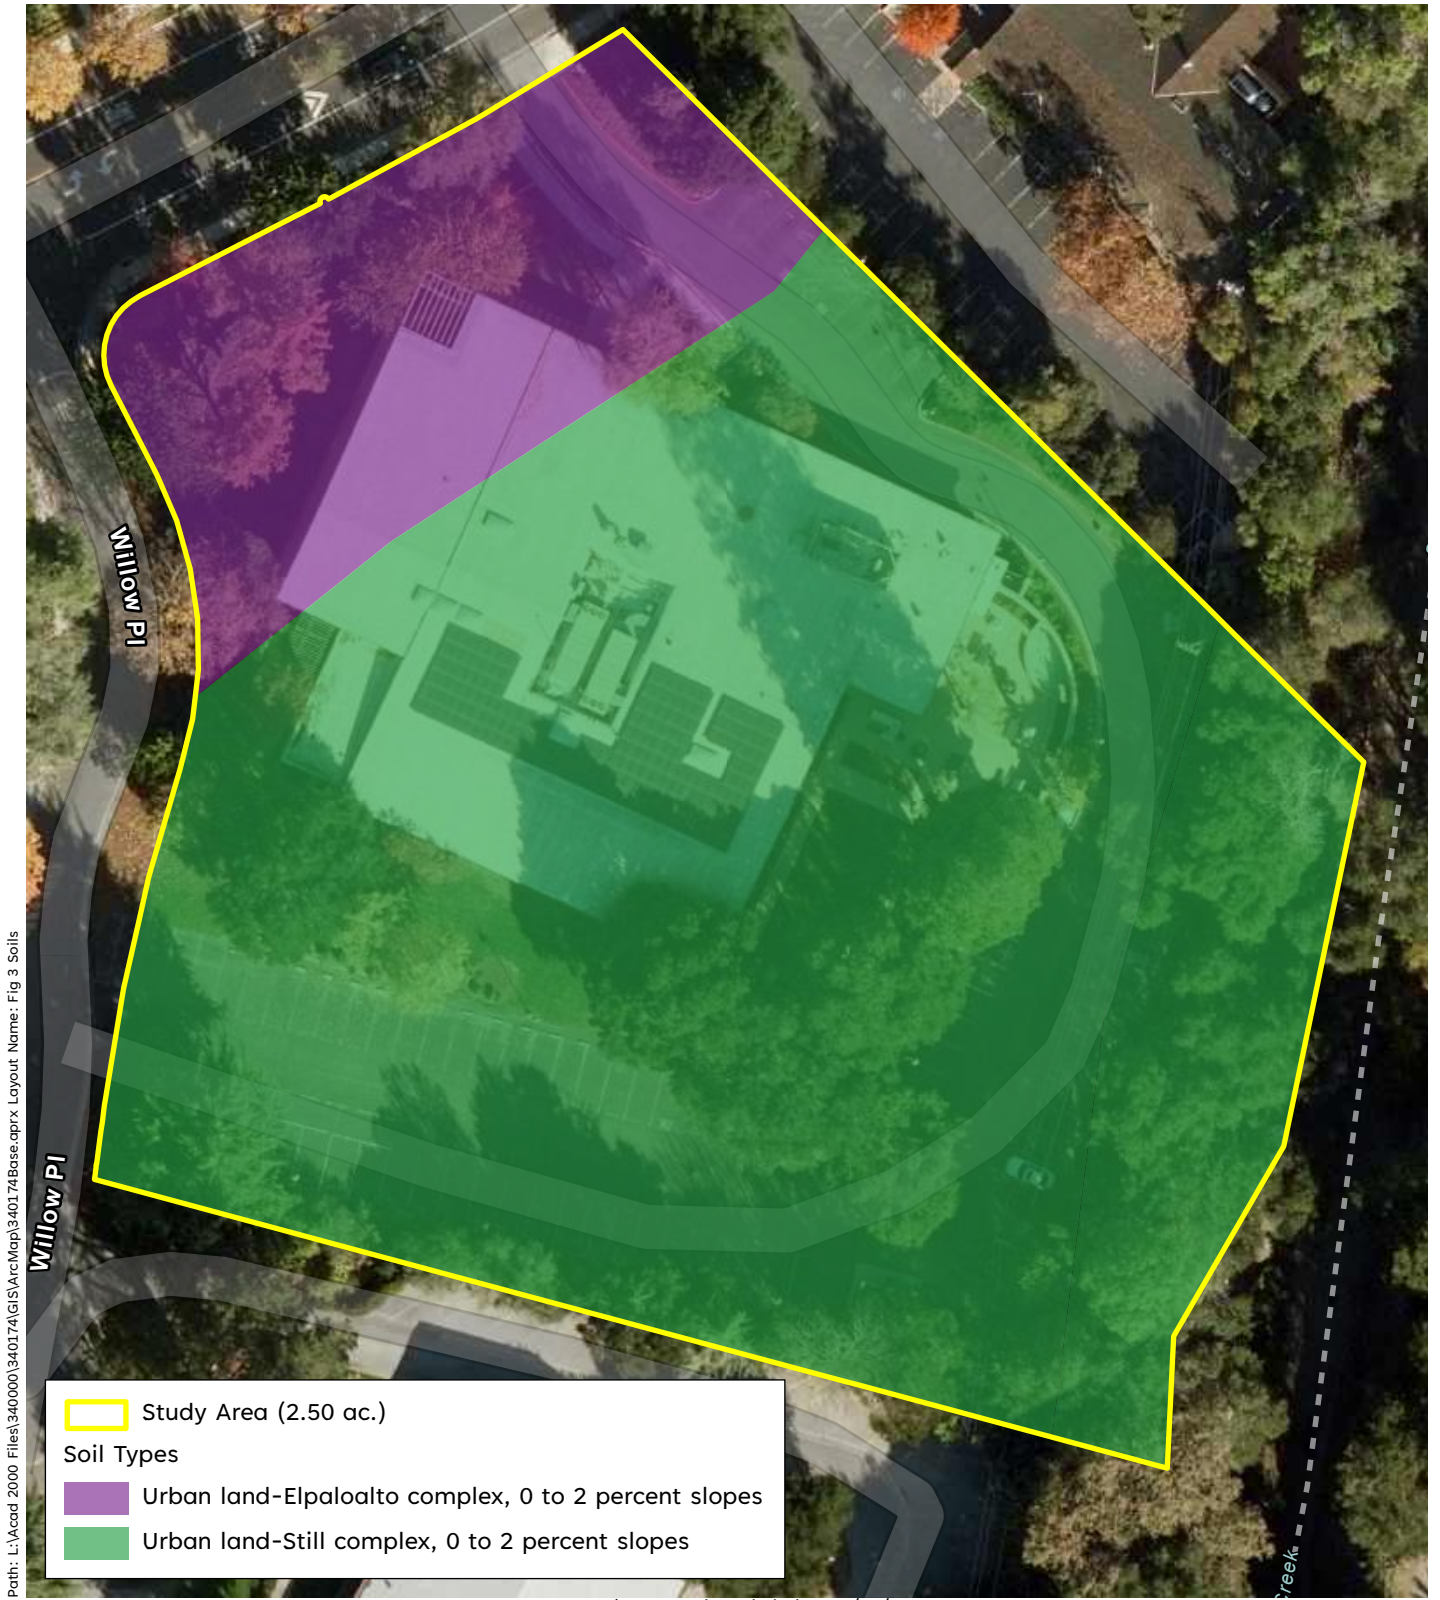 Willow Pl
Willow Pl
Study Area (2.50 ac.)
Soil Types
Urban land-Elpaloalto complex, 0 to 2 percent slopes
Urban land-Still complex, 0 to 2 percent slopes
Path: L:\Acad 2000 Files\340000\340174\GIS\ArcMap\340174Base.aprx Layout Name: Fig 3 Soils